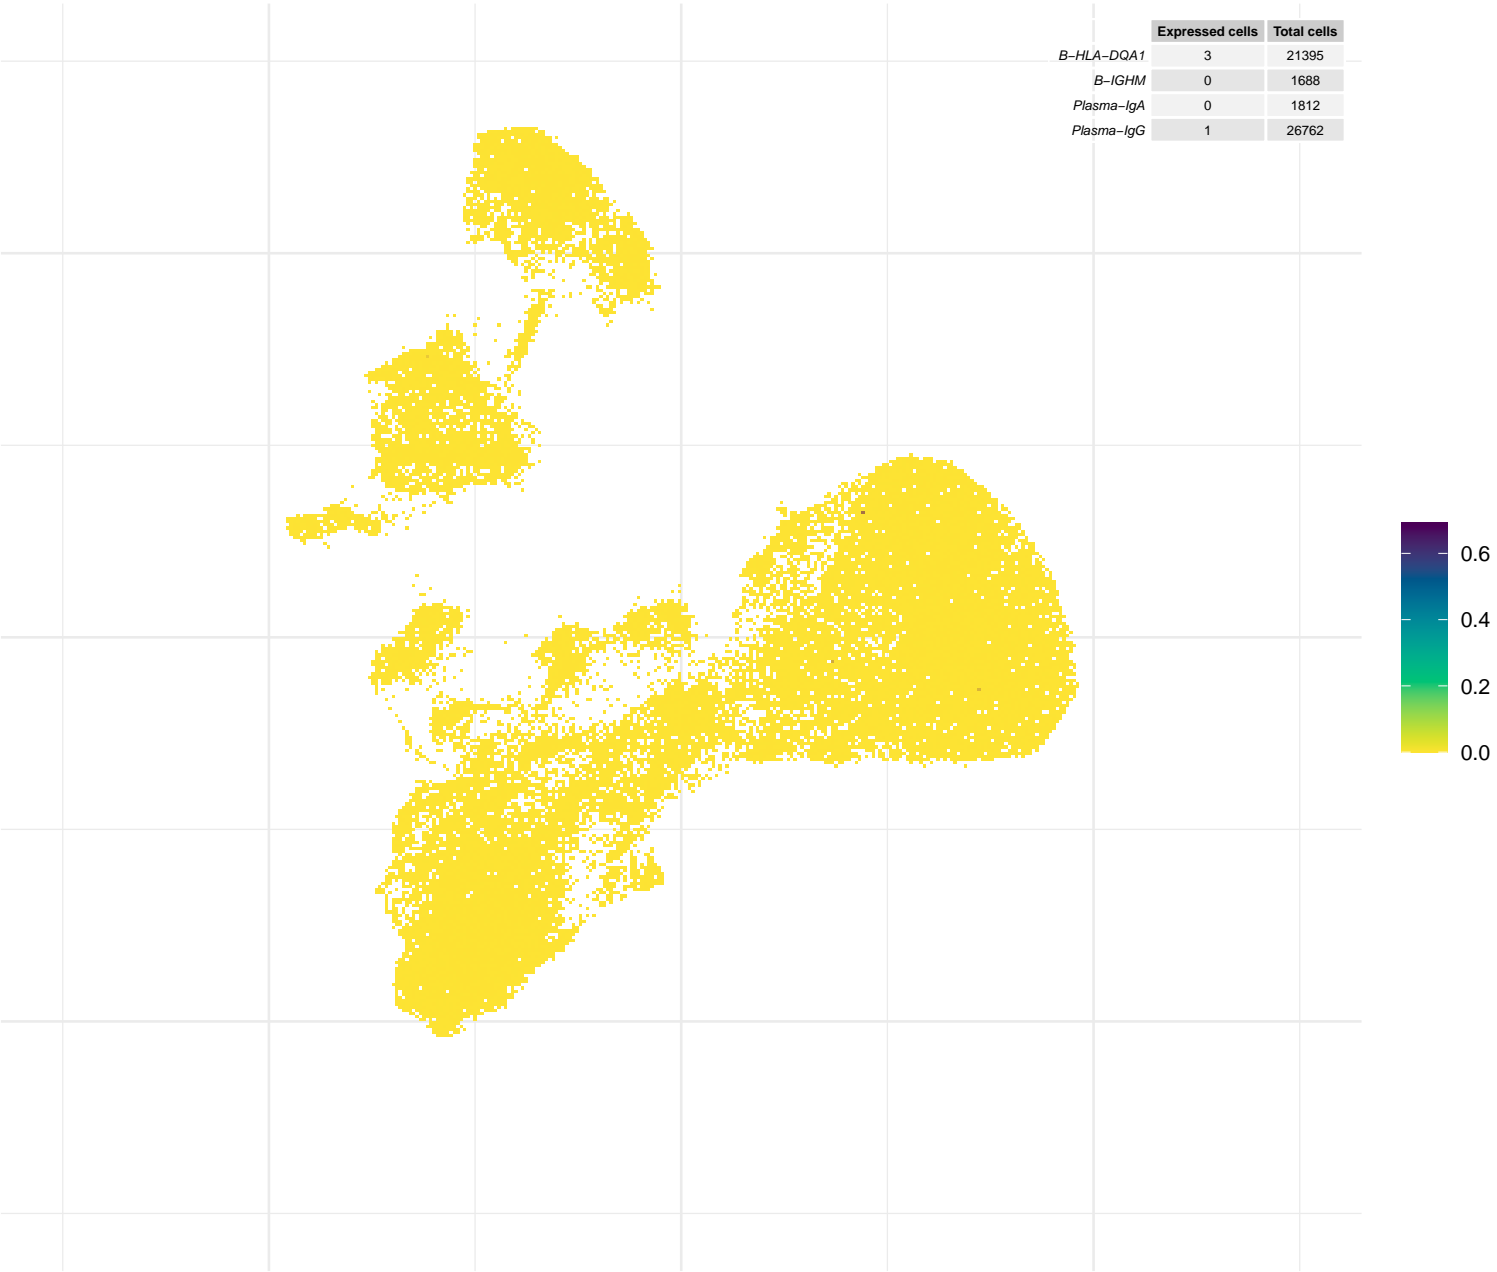 Expressed cells Total cells
B−HLA−DQA1 3 21395
B−IGHM 0 1688
Plasma−IgA 0 1812
Plasma−IgG 1 26762
0.6
0.4
0.2
0.0